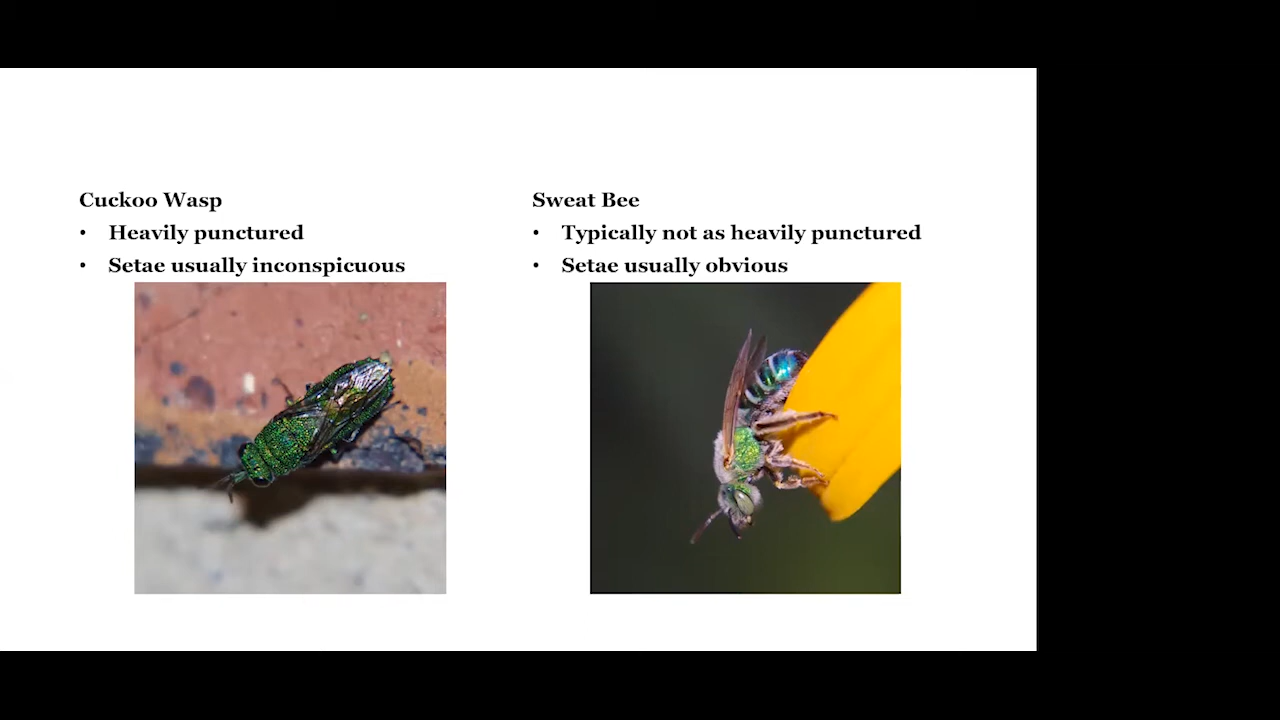 Cuckoo Wasp
• Heavily punctured
• Setae usually inconspicuous
Sweat Bee
• Typically not as heavily punctured
• Setae usually obvious